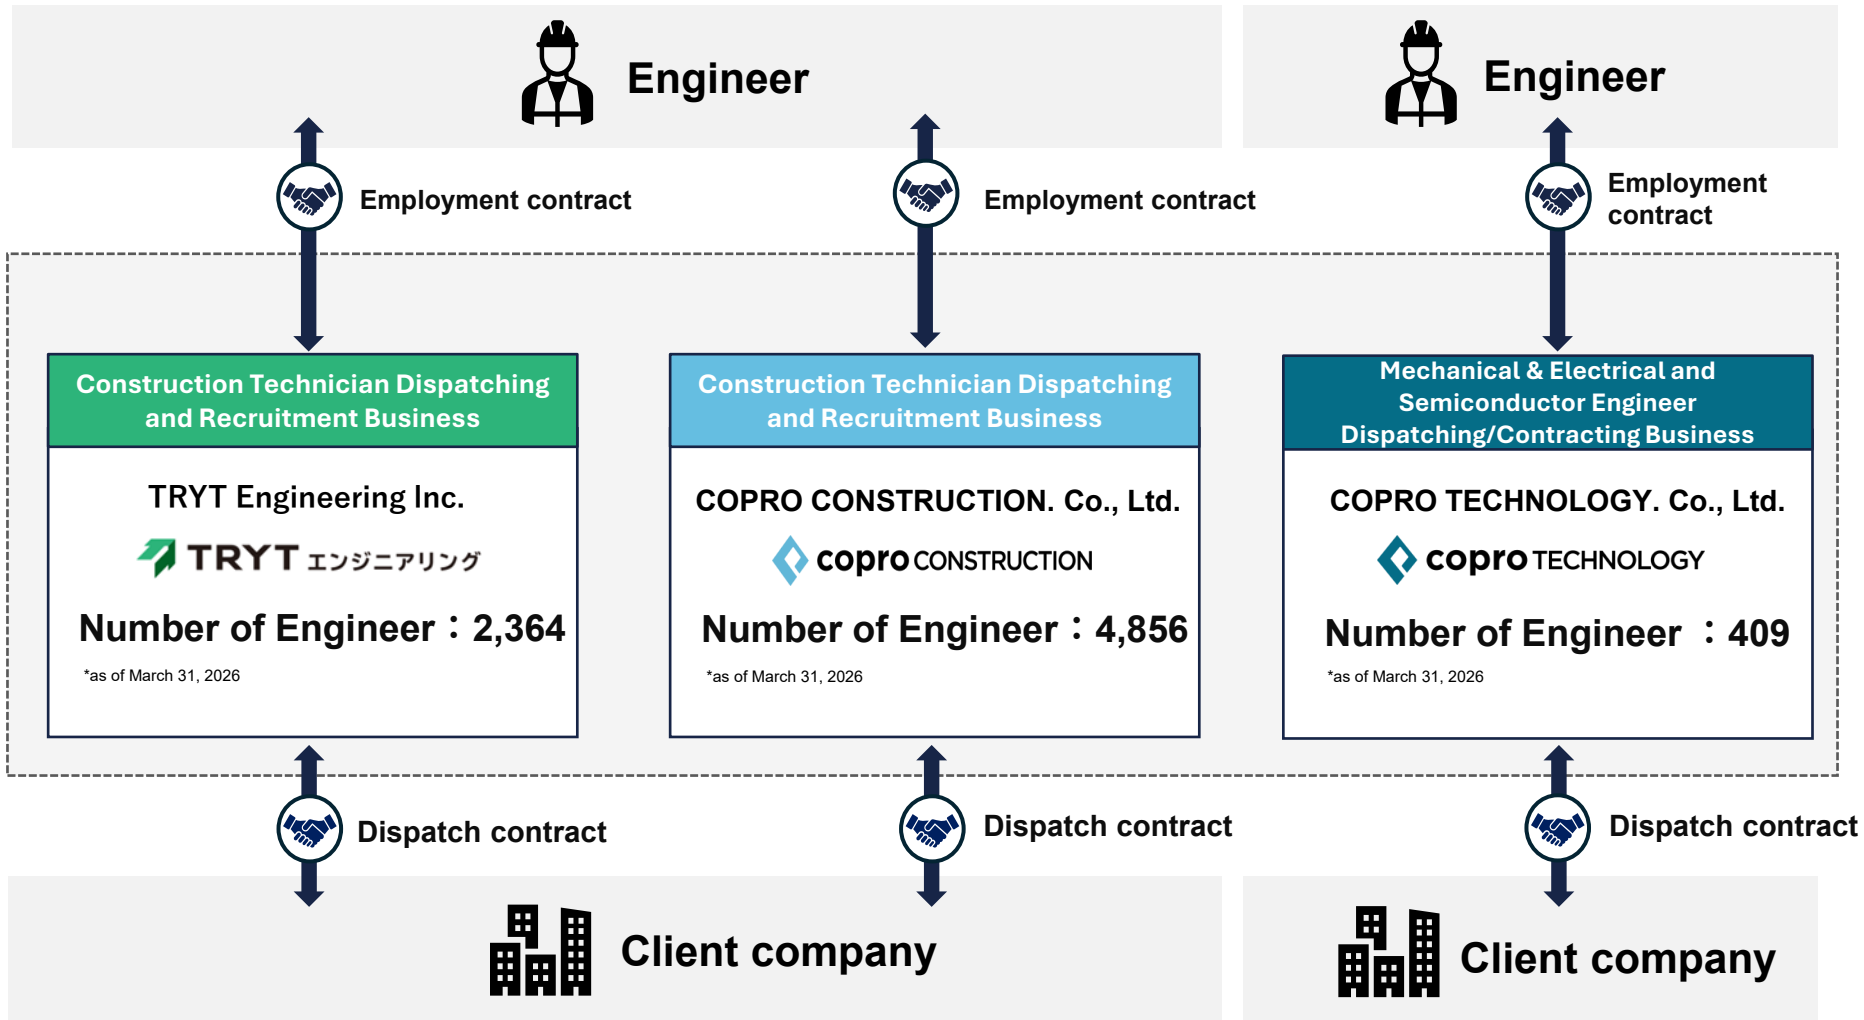 Engineer
Engineer
Employment contract
Employment contract
Employment
contract
Construction Technician Dispatching
and Recruitment Business
TRYT Engineering Inc.
TRYT エンジニアリング
Number of Engineer：2,364
*as of March 31, 2026
Construction Technician Dispatching
and Recruitment Business
COPRO CONSTRUCTION. Co., Ltd.
copro CONSTRUCTION
Number of Engineer：4,856
*as of March 31, 2026
Mechanical & Electrical and
Semiconductor Engineer
Dispatching/Contracting Business
COPRO TECHNOLOGY. Co., Ltd.
copro TECHNOLOGY
Number of Engineer ：409
*as of March 31, 2026
Dispatch contract
Dispatch contract
Dispatch contract
Client company
Client company